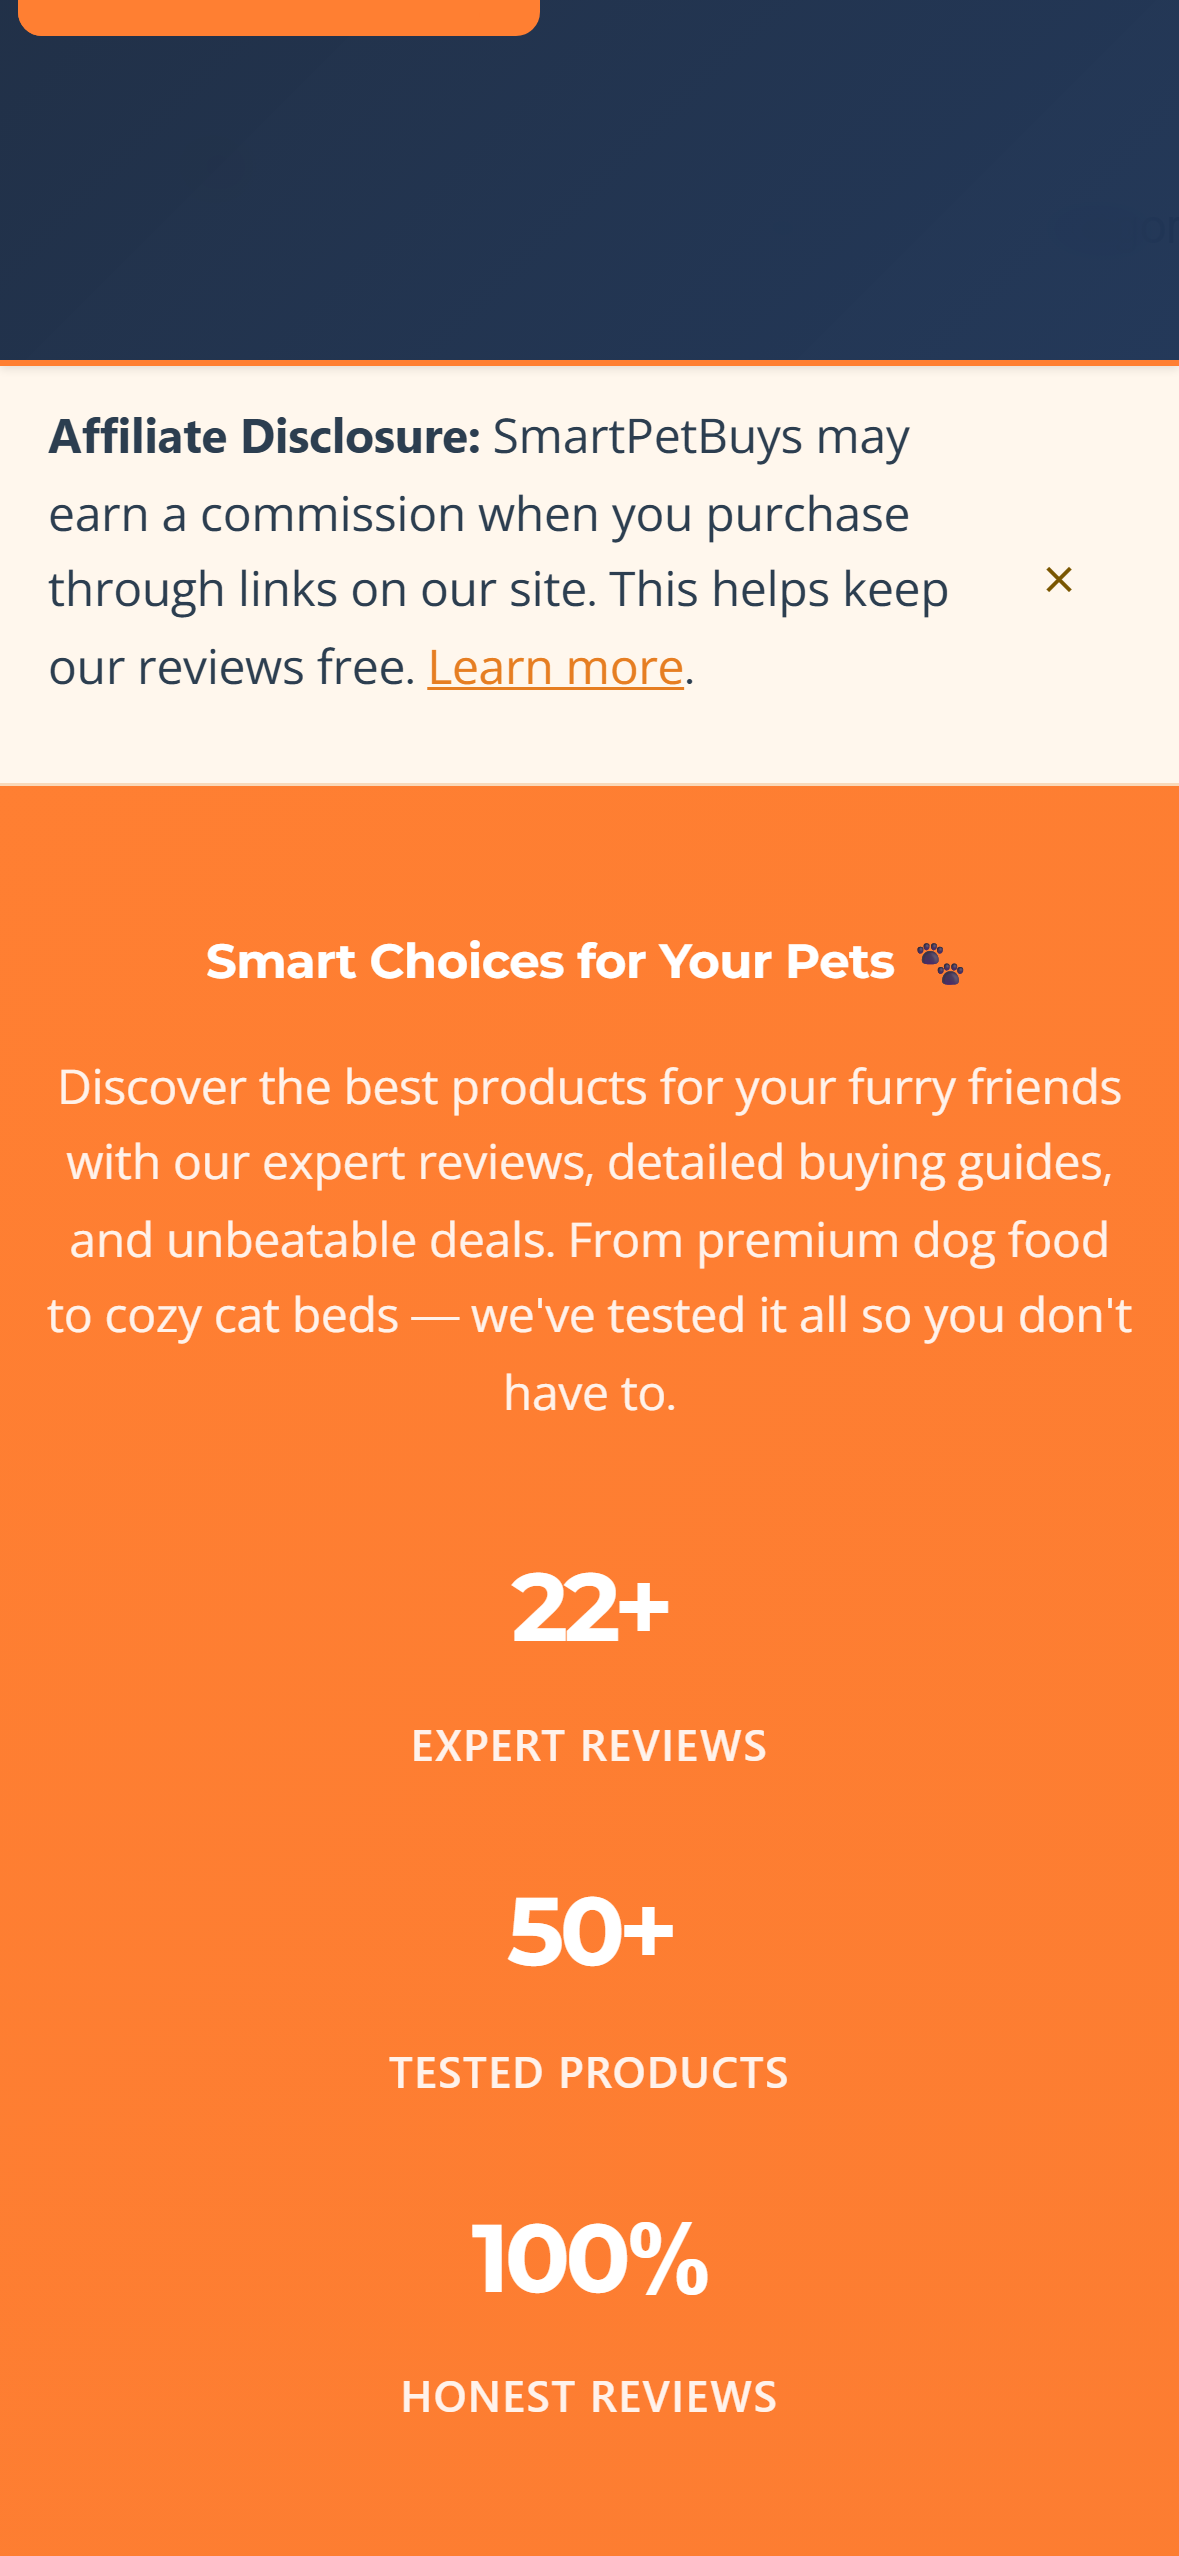 Affiliate Disclosure: SmartPetBuys may
earn a commission when you purchase
through links on our site. This helps keep
our reviews free. Learn more.
×
Smart Choices for Your Pets 🐾
Discover the best products for your furry friends
with our expert reviews, detailed buying guides,
and unbeatable deals. From premium dog food
to cozy cat beds — we've tested it all so you don't
have to.
22+
EXPERT REVIEWS
50+
TESTED PRODUCTS
100%
HONEST REVIEWS